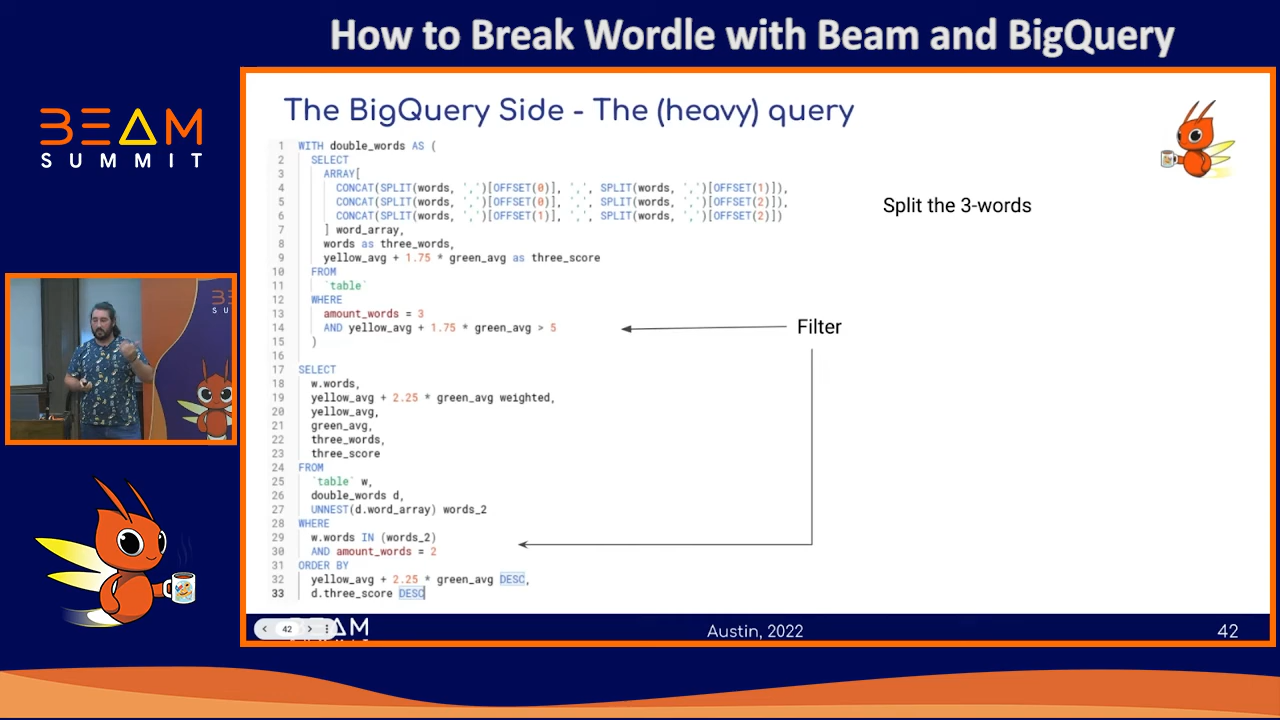 How to Break Wordle with Beam and BigQuery
BEAM
SUMMIT
The BigQuery Side - The (heavy) query
1 WITH double_words AS (
2 SELECT
3 ARRAY[
4 CONCAT(SPLIT(words, ',')[OFFSET(0)], ',', SPLIT(words, ',')[OFFSET(1)]),
5 CONCAT(SPLIT(words, ',')[OFFSET(0)], ',', SPLIT(words, ',')[OFFSET(2)]),
6 CONCAT(SPLIT(words, ',')[OFFSET(1)], ',', SPLIT(words, ',')[OFFSET(2)])
7 ] word_array,
8 words as three_words,
9 yellow_avg + 1.75 * green_avg as three_score
10 FROM
11 `table`
12 WHERE
13 amount_words = 3
14 AND yellow_avg + 1.75 * green_avg > 5
15 )
16
17 SELECT
18 w.words,
19 yellow_avg + 2.25 * green_avg weighted,
20 yellow_avg,
21 green_avg,
22 three_words,
23 three_score
24 FROM
25 `table` w,
26 double_words d,
27 UNNEST(d.word_array) words_2
28 WHERE
29 w.words IN (words_2)
30 AND amount_words = 2
31 ORDER BY
32 yellow_avg + 2.25 * green_avg DESC,
33 d.three_score DESC
Split the 3-words
Filter
42
Austin, 2022
42